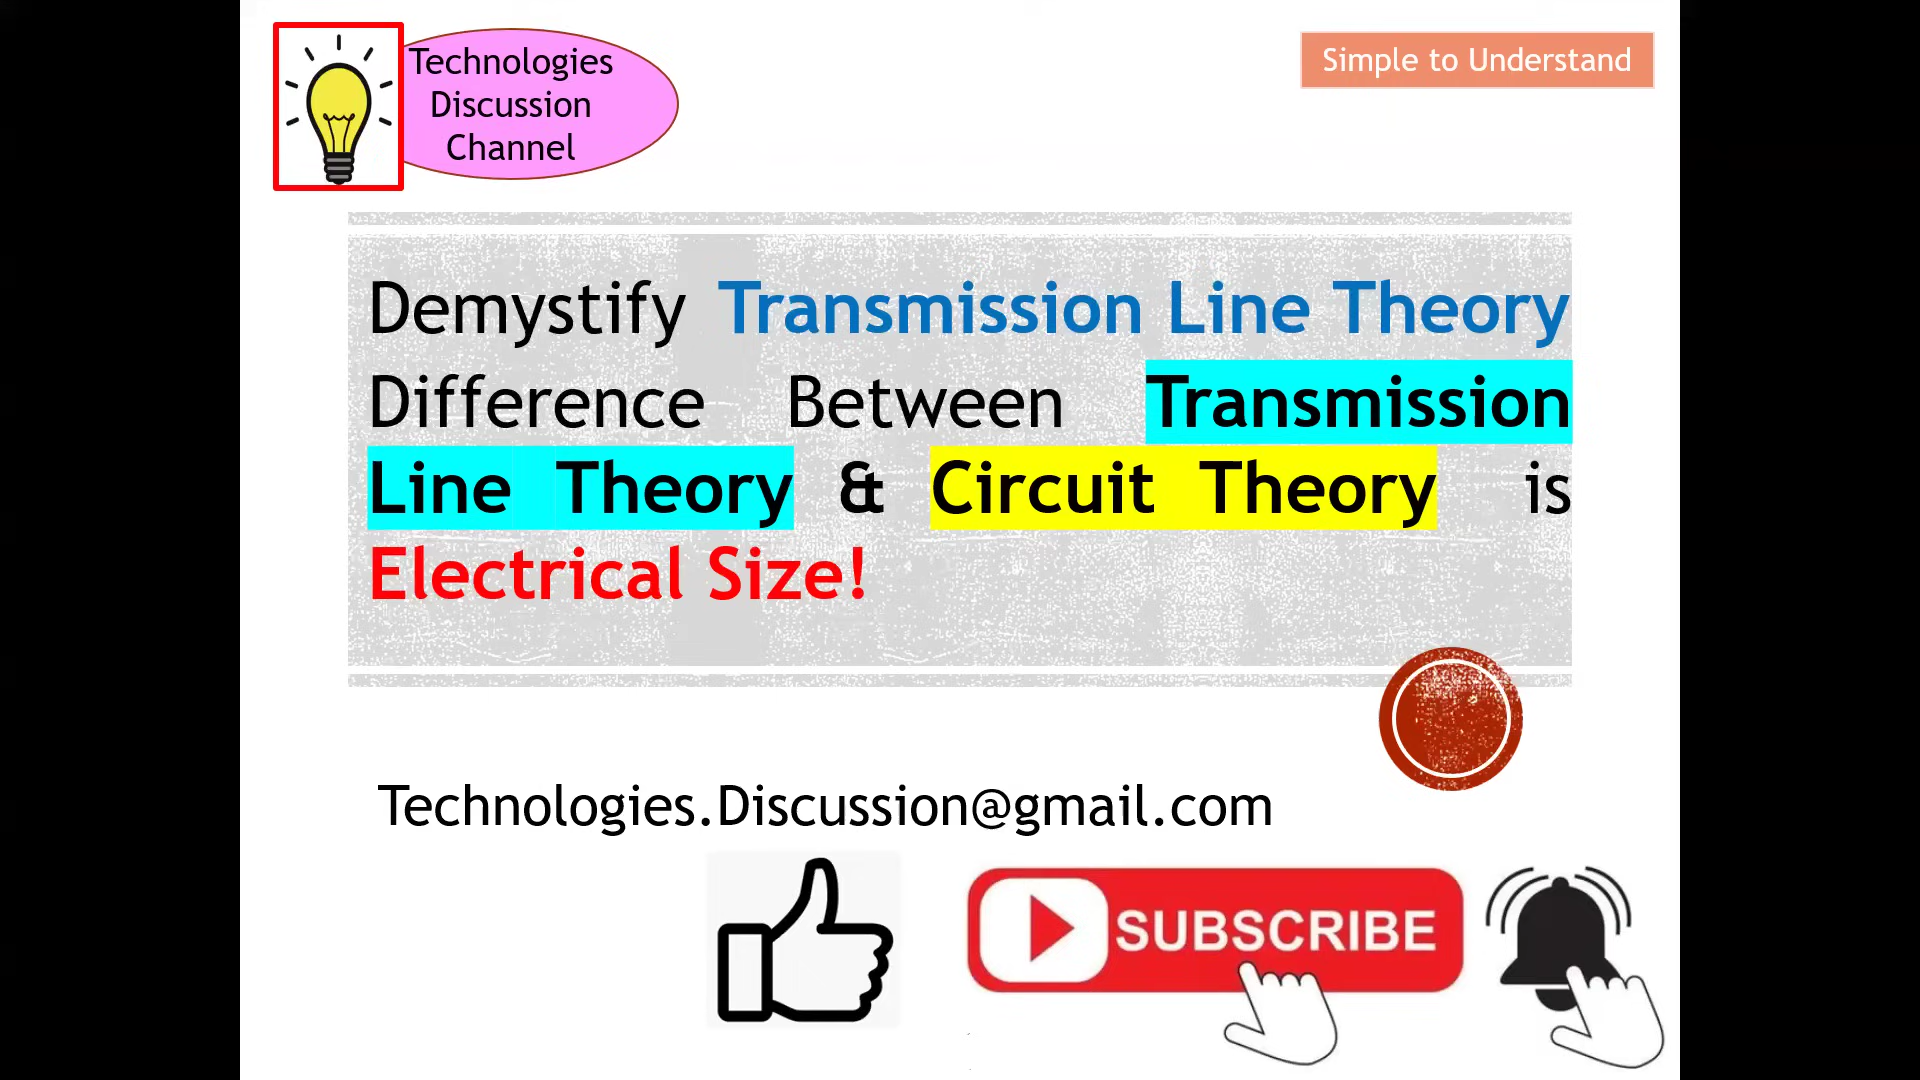 Technologies
Discussion
Channel
Simple to Understand
Demystify Transmission Line Theory
Difference Between Transmission
Line Theory & Circuit Theory is
Electrical Size!
Technologies.Discussion@gmail.com
SUBSCRIBE